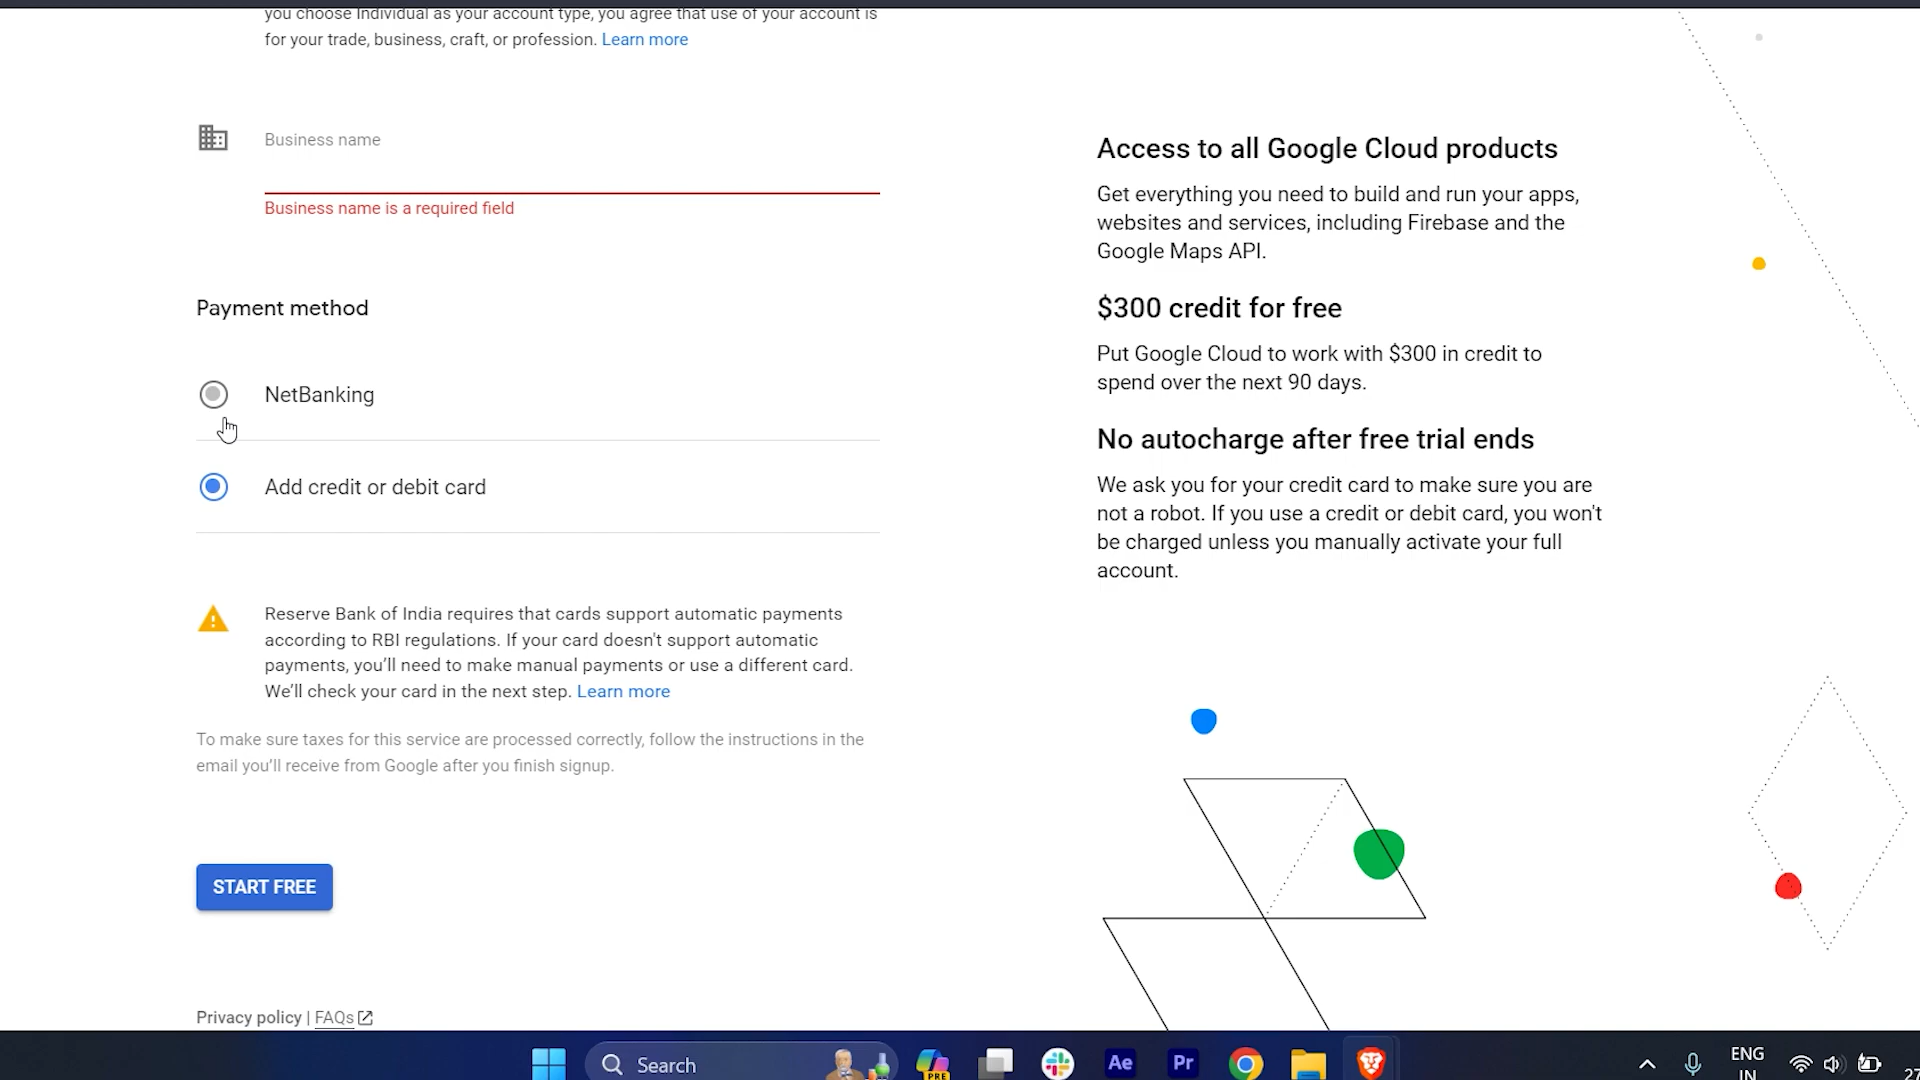 you choose Individual as your account type, you agree that use of your account is
for your trade, business, craft, or profession. Learn more
Business name
Business name is a required field
Payment method
NetBanking
Add credit or debit card
Reserve Bank of India requires that cards support automatic payments
according to RBI regulations. If your card doesn't support automatic
payments, you’ll need to make manual payments or use a different card.
We’ll check your card in the next step. Learn more
To make sure taxes for this service are processed correctly, follow the instructions in the
email you’ll receive from Google after you finish signup.
START FREE
Privacy policy | FAQs
Access to all Google Cloud products
Get everything you need to build and run your apps,
websites and services, including Firebase and the
Google Maps API.
$300 credit for free
Put Google Cloud to work with $300 in credit to
spend over the next 90 days.
No autocharge after free trial ends
We ask you for your credit card to make sure you are
not a robot. If you use a credit or debit card, you won't
be charged unless you manually activate your full
account.
Search
PRE
Ae
Pr
ENG
IN
27